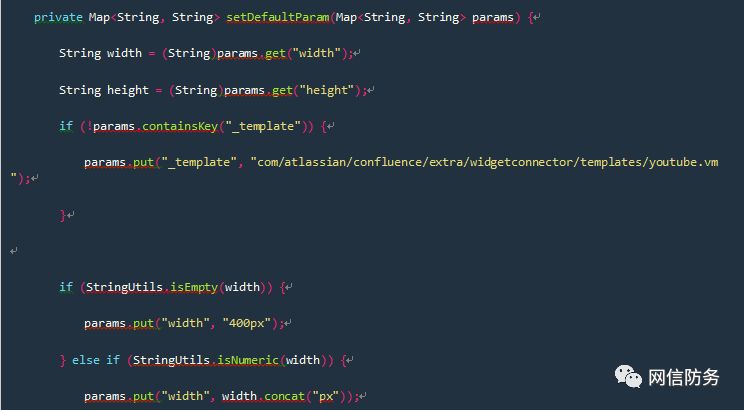 private Map<String, String> setDefaultParam(Map<String, String> params) {
String width = (String)params.get("width");
String height = (String)params.get("height");
if (!params.containsKey("_template")) {
params.put("_template", "com/atlassian/confluence/extra/widgetconnector/templates/youtube.vm
");
}
if (StringUtils.isEmpty(width)) {
params.put("width", "400px");
} else if (StringUtils.isNumeric(width)) {
params.put("width", width.concat("px"));
网信防务